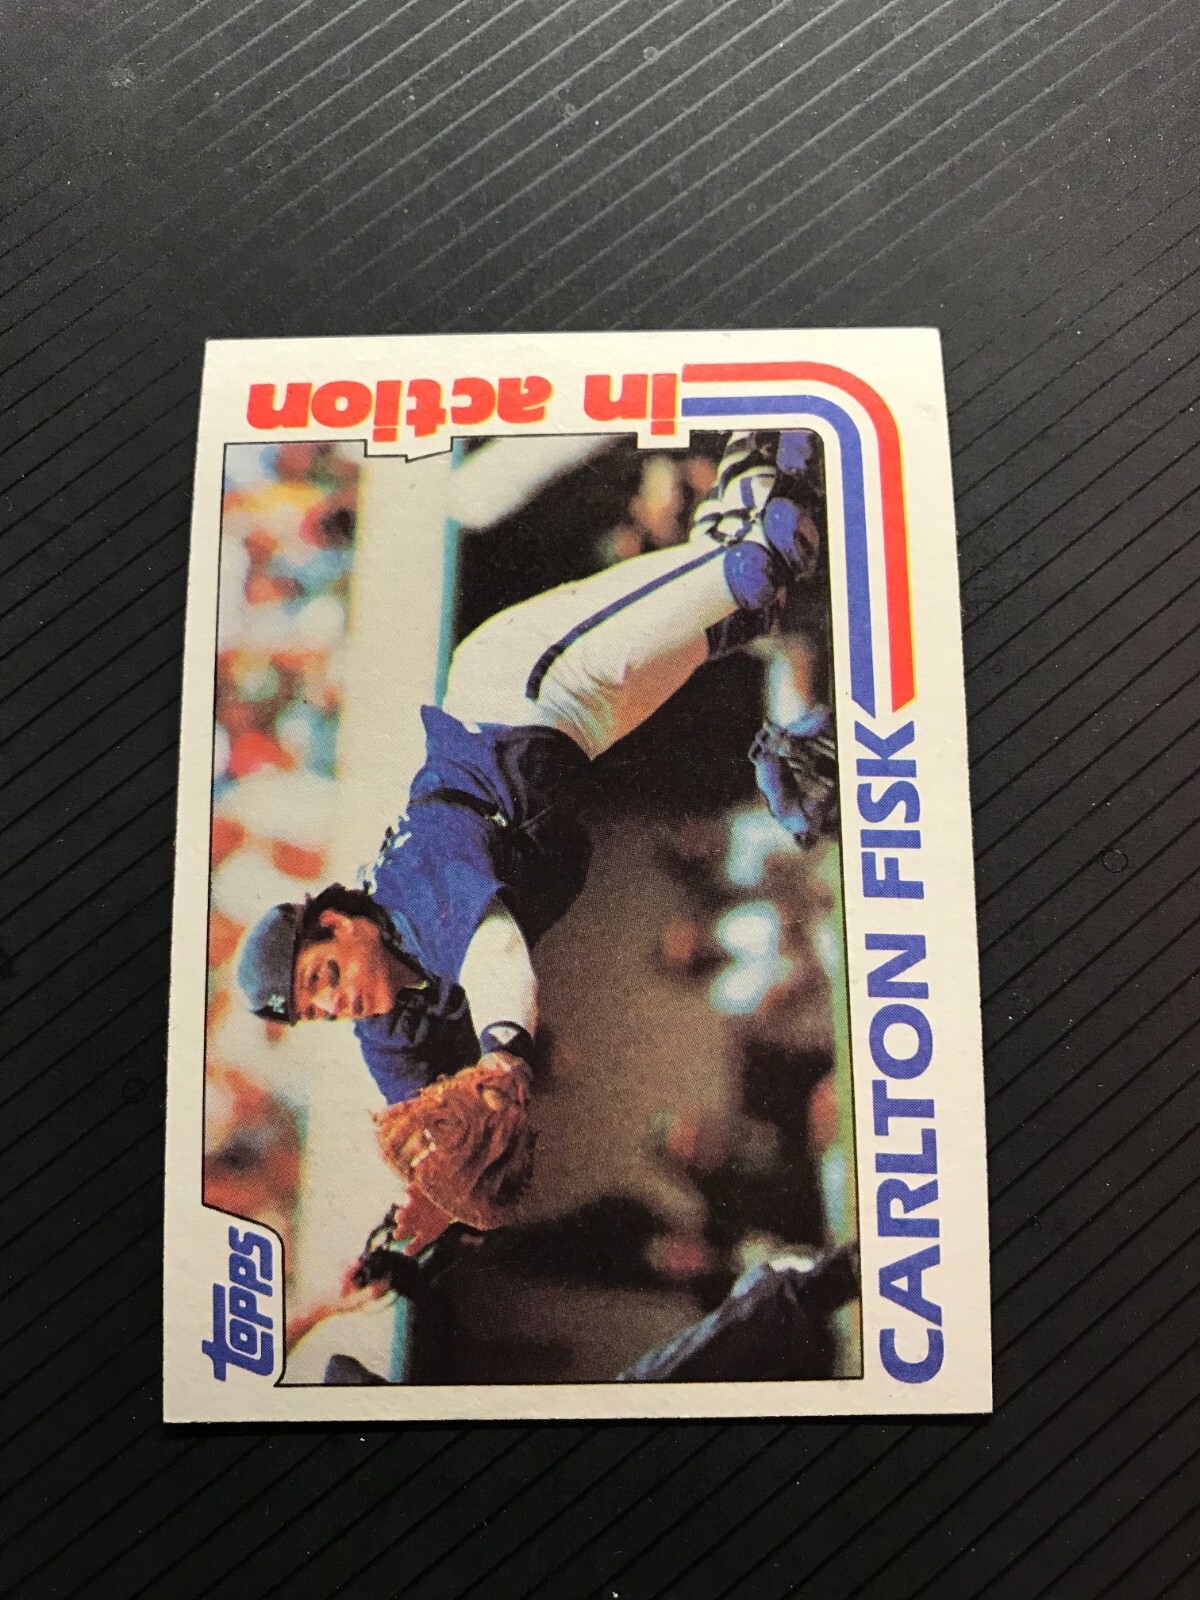 Topps
CARLTON FISK
in action